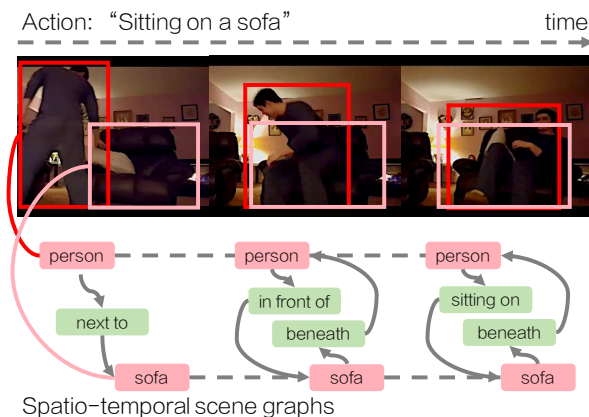 Action: “Sitting on a sofa”
time
person
person
person
in front of
sitting on
next to
beneath
beneath
sofa
sofa
sofa
Spatio-temporal scene graphs